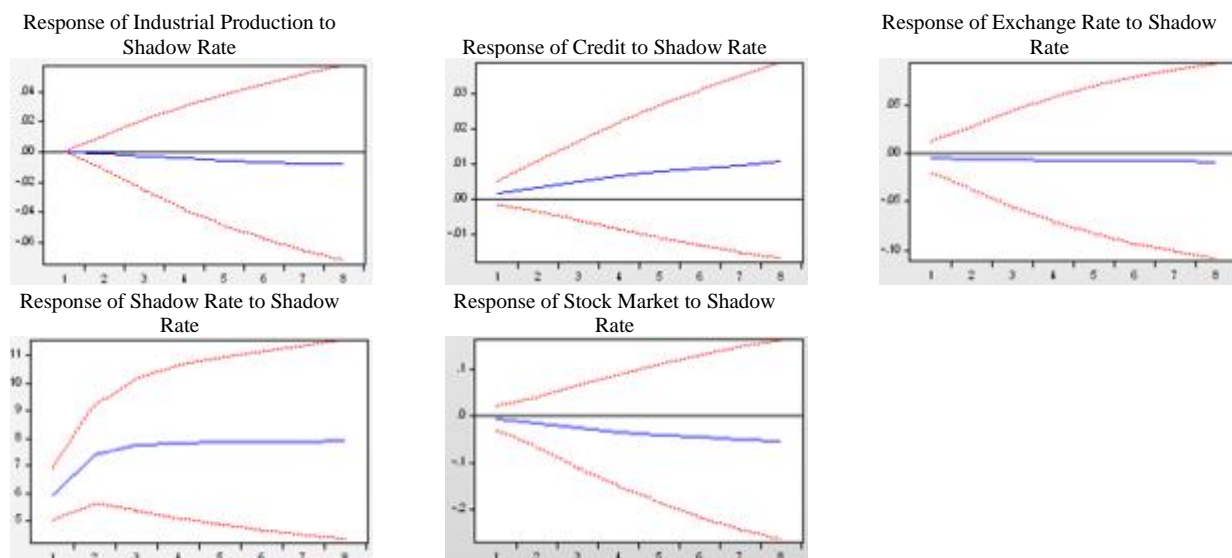 Response of Industrial Production to
Shadow Rate
.04
.02
.00
-.02
-.04
-.06
1 2 3 4 5 6 7 8
Response of Credit to Shadow Rate
.03
.02
.01
.00
-.01
1 2 3 4 5 6 7 8
Response of Exchange Rate to Shadow
Rate
.05
.00
-.05
-.10
1 2 3 4 5 6 7 8
Response of Shadow Rate to Shadow
Rate
11
10
9
8
7
6
5
1 2 3 4 5 6 7 8
Response of Stock Market to Shadow
Rate
.1
.0
-.1
-.2
1 2 3 4 5 6 7 8